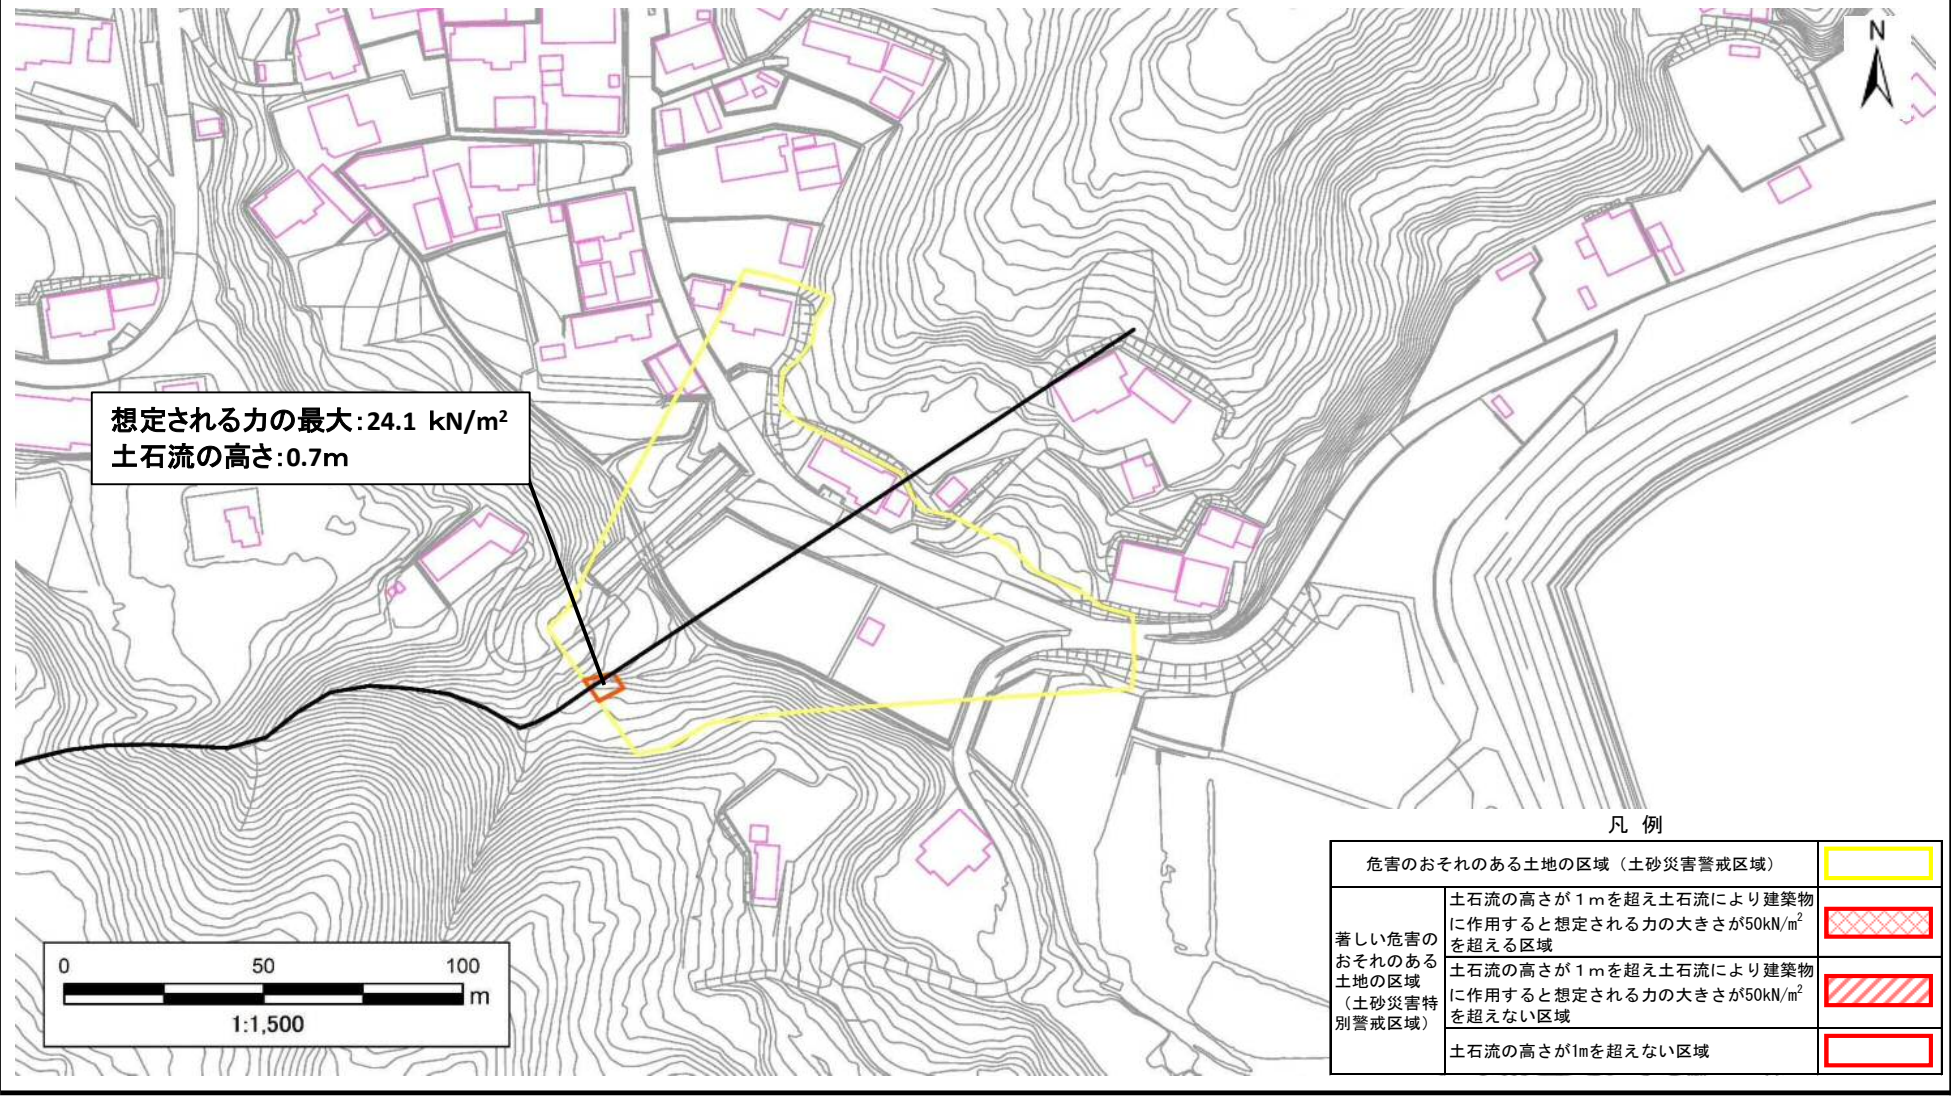 N
想定される力の最大:24.1 kN/m²
土石流の高さ:0.7m
凡 例
危害のおそれのある土地の区域（土砂災害警戒区域）
著しい危害の
おそれのある
土地の区域
（土砂災害特
別警戒区域）
土石流の高さが１ｍを超え土石流により建築物
に作用すると想定される力の大きさが50kN/m²
を超える区域
土石流の高さが１ｍを超え土石流により建築物
に作用すると想定される力の大きさが50kN/m²
を超えない区域
土石流の高さが1mを超えない区域
0 50 100
m
1:1,500